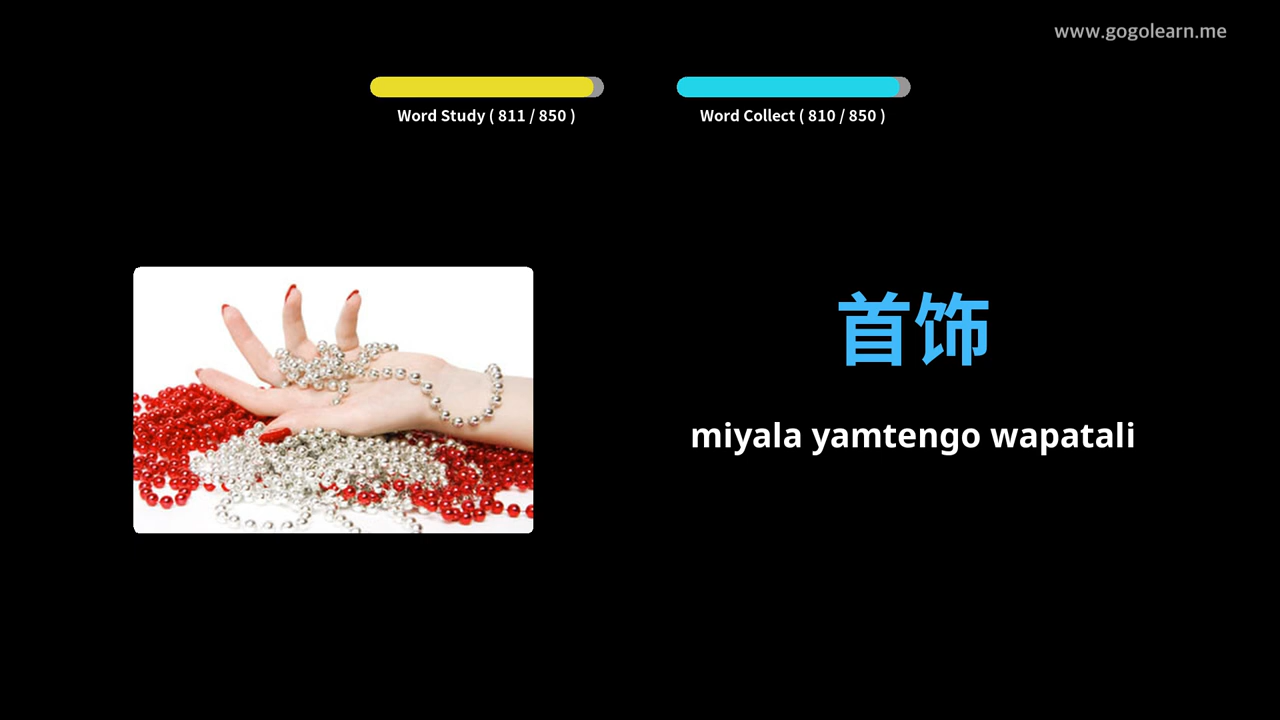 www.gogolearn.me
Word Study ( 811 / 850 )
Word Collect ( 810 / 850 )
首饰
miyala yamtengo wapatali